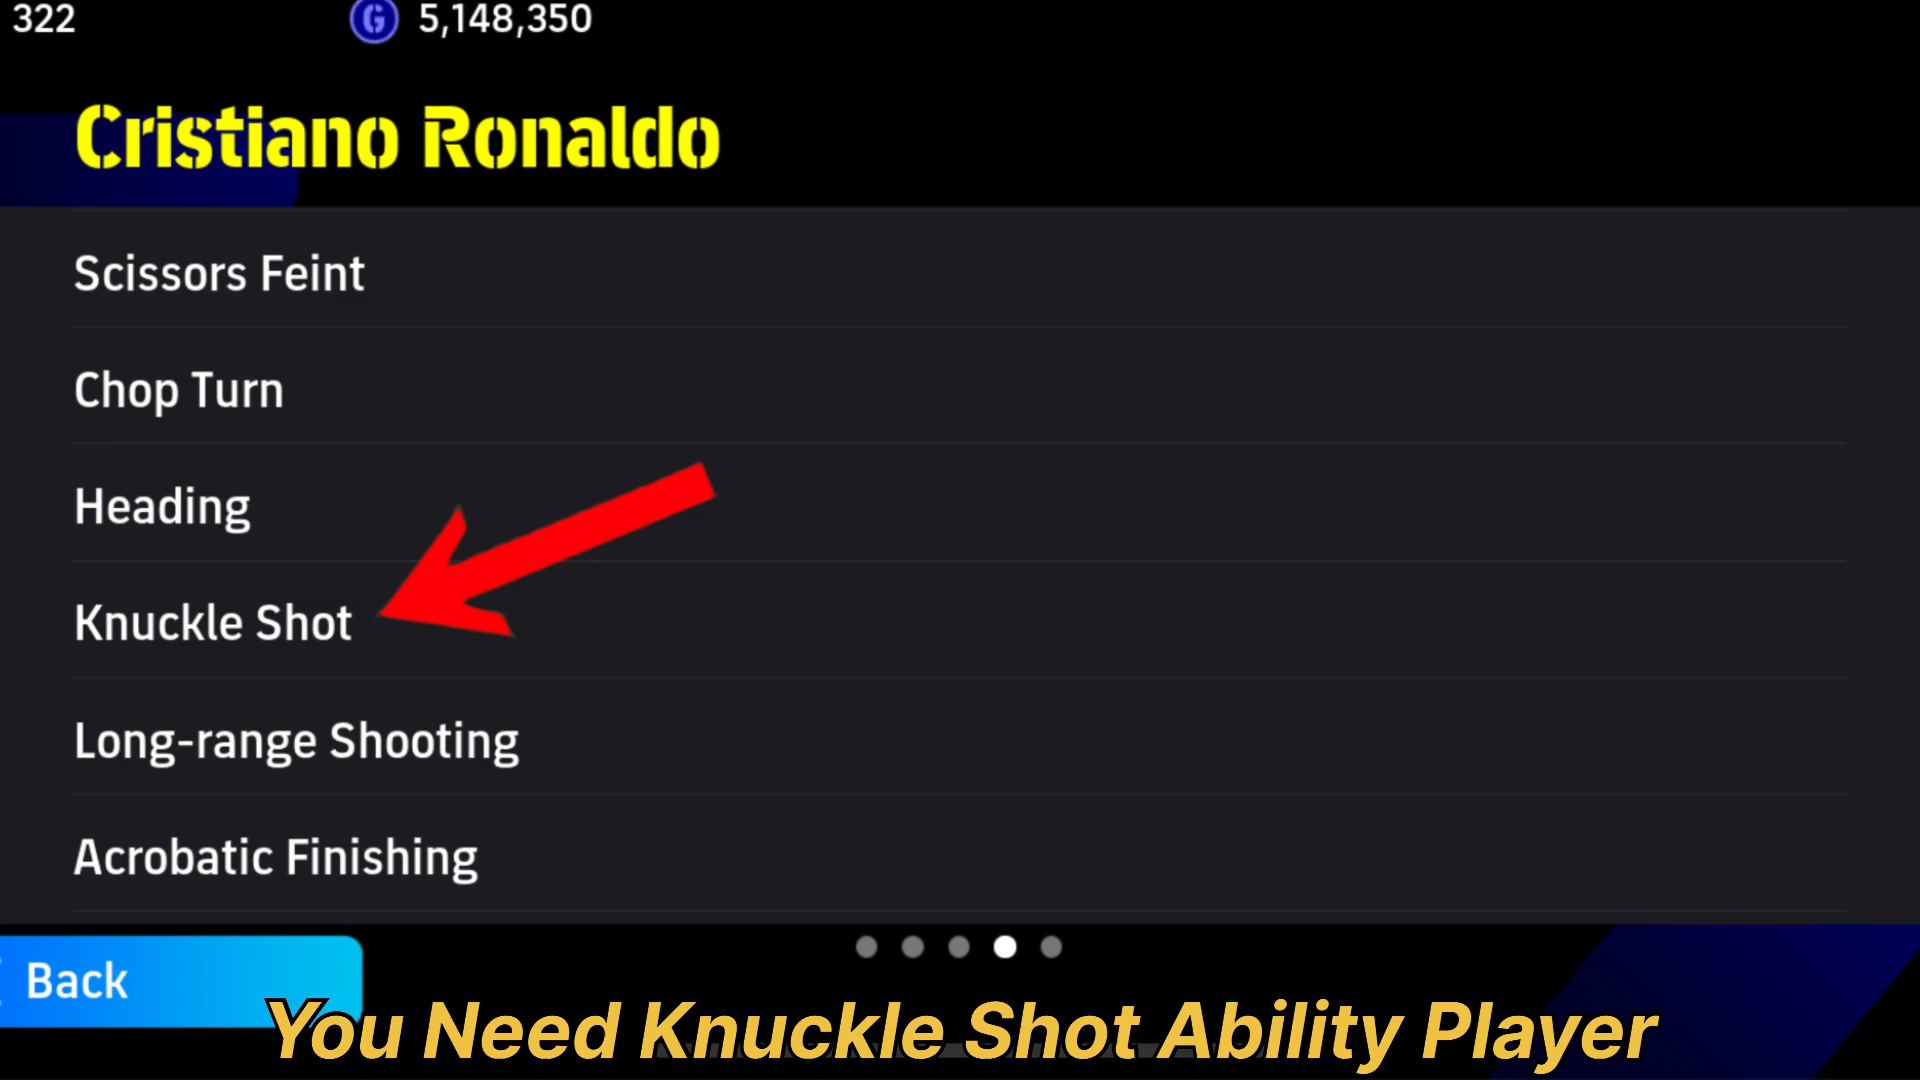 322
5,148,350
Cristiano Ronaldo
Scissors Feint
Chop Turn
Heading
Knuckle Shot
Long-range Shooting
Acrobatic Finishing
Back
You Need Knuckle Shot Ability Player